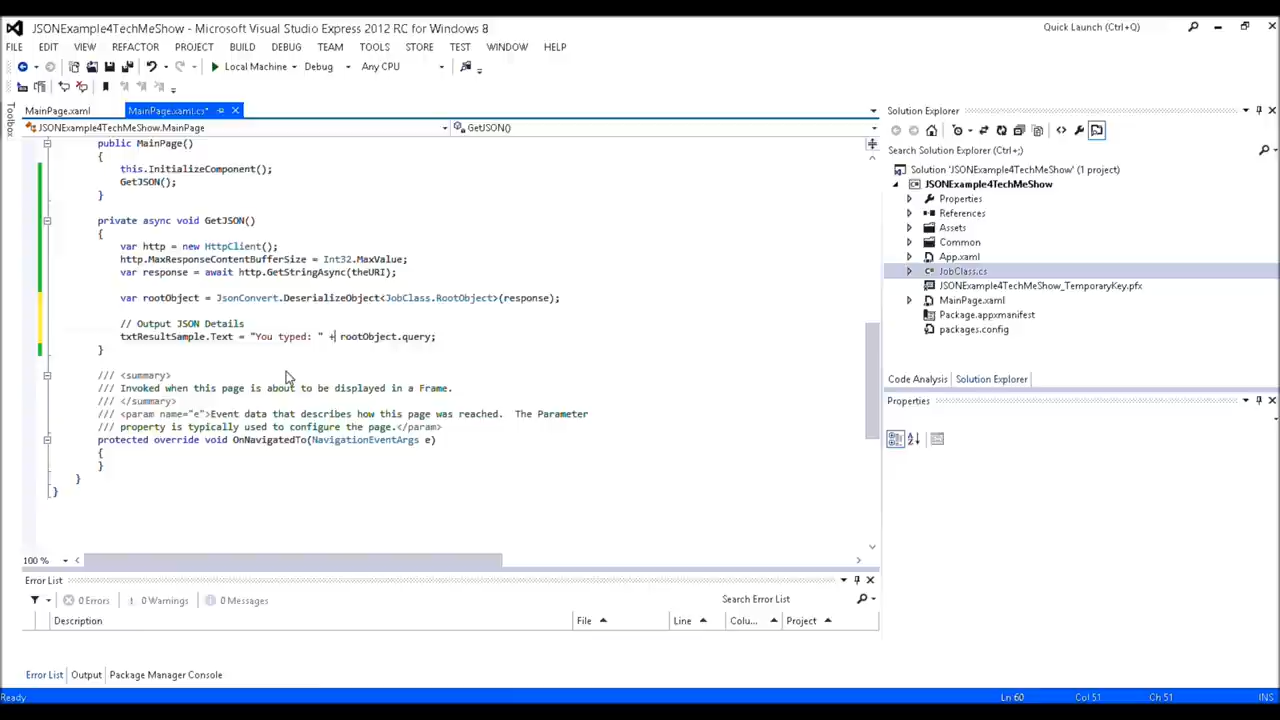 JSONExample4TechMeShow - Microsoft Visual Studio Express 2012 RC for Windows 8
Quick Launch (Ctrl+Q)
FILE EDIT VIEW REFACTOR PROJECT BUILD DEBUG TEAM TOOLS STORE TEST WINDOW HELP
Local Machine Debug Any CPU
Toolbox
MainPage.xaml MainPage.xaml.cs*
JSONExample4TechMeShow.MainPage GetJSON()
public MainPage()
{
this.InitializeComponent();
GetJSON();
}
private async void GetJSON()
{
var http = new HttpClient();
http.MaxResponseContentBufferSize = Int32.MaxValue;
var response = await http.GetStringAsync(theURI);
var rootObject = JsonConvert.DeserializeObject<JobClass.RootObject>(response);
// Output JSON Details
txtResultSample.Text = "You typed: " + rootObject.query;
}
/// <summary>
/// Invoked when this page is about to be displayed in a Frame.
/// </summary>
/// <param name="e">Event data that describes how this page was reached.  The Parameter
/// property is typically used to configure the page.</param>
protected override void OnNavigatedTo(NavigationEventArgs e)
{
}
}
}
100 %
Error List
0 Errors 0 Warnings 0 Messages
Search Error List
Description File Line Colu... Project
Error List Output Package Manager Console
Solution Explorer
Search Solution Explorer (Ctrl+;)
Solution 'JSONExample4TechMeShow' (1 project)
JSONExample4TechMeShow
Properties
References
Assets
Common
App.xaml
JobClass.cs
JSONExample4TechMeShow_TemporaryKey.pfx
MainPage.xaml
Package.appxmanifest
packages.config
Code Analysis Solution Explorer
Properties
Ready Ln 60 Col 51 Ch 51 INS